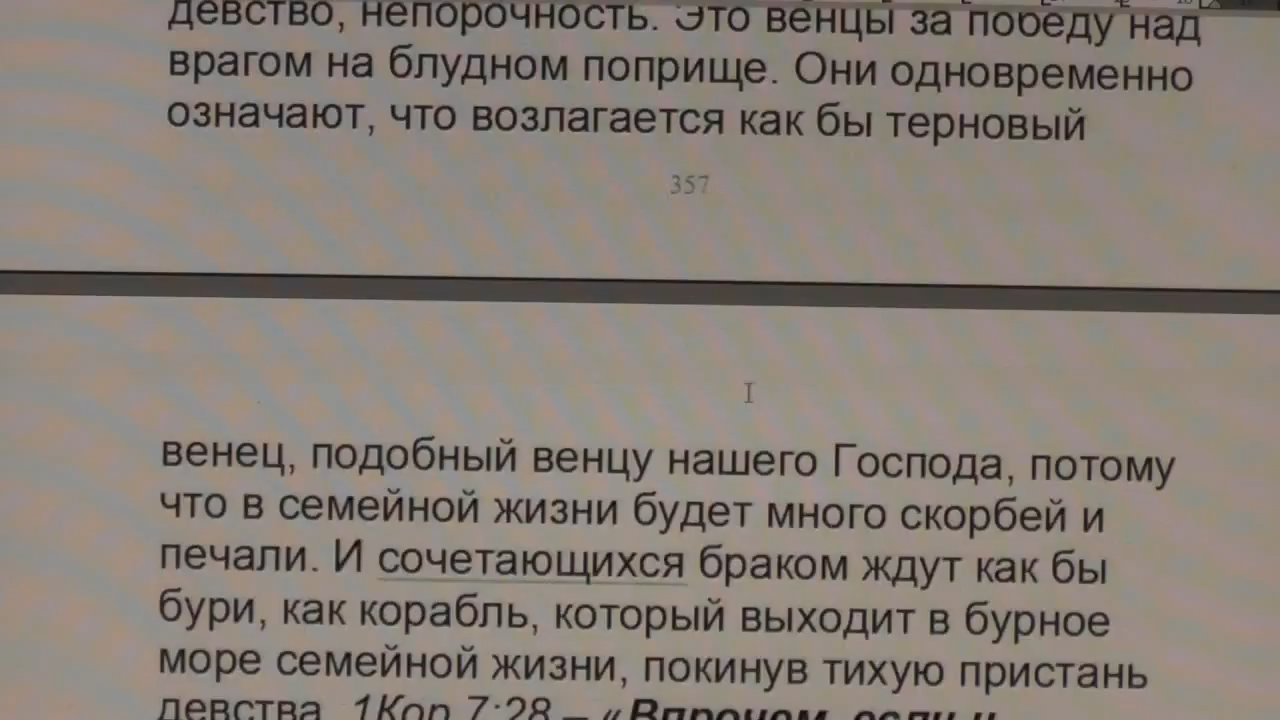 девство, непорочность. Это венцы за победу над
врагом на блудном поприще. Они одновременно
означают, что возлагается как бы терновый
357
венец, подобный венцу нашего Господа, потому
что в семейной жизни будет много скорбей и
печали. И сочетающихся браком ждут как бы
бури, как корабль, который выходит в бурное
море семейной жизни, покинув тихую пристань
девства. 1Кор.7:28 – «Впрочем, если и